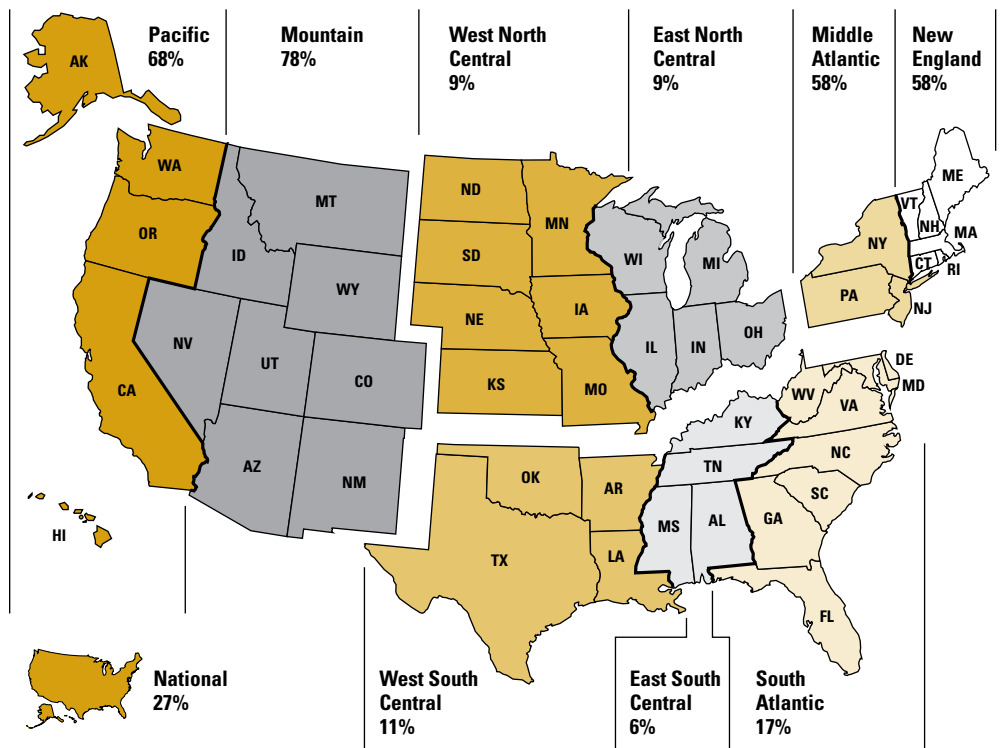 Pacific
68%
Mountain
78%
West North
Central
9%
East North
Central
9%
Middle
Atlantic
58%
New
England
58%
AK
WA
OR
CA
HI
MT
ID
WY
NV
UT
CO
AZ
NM
ND
MN
SD
NE
IA
KS
MO
WI
MI
IL
IN
OH
ME
VT
NH
MA
CT
RI
NY
PA
NJ
DE
MD
WV
VA
NC
SC
GA
FL
KY
TN
MS
AL
OK
AR
TX
LA
National
27%
West South
Central
11%
East South
Central
6%
South
Atlantic
17%